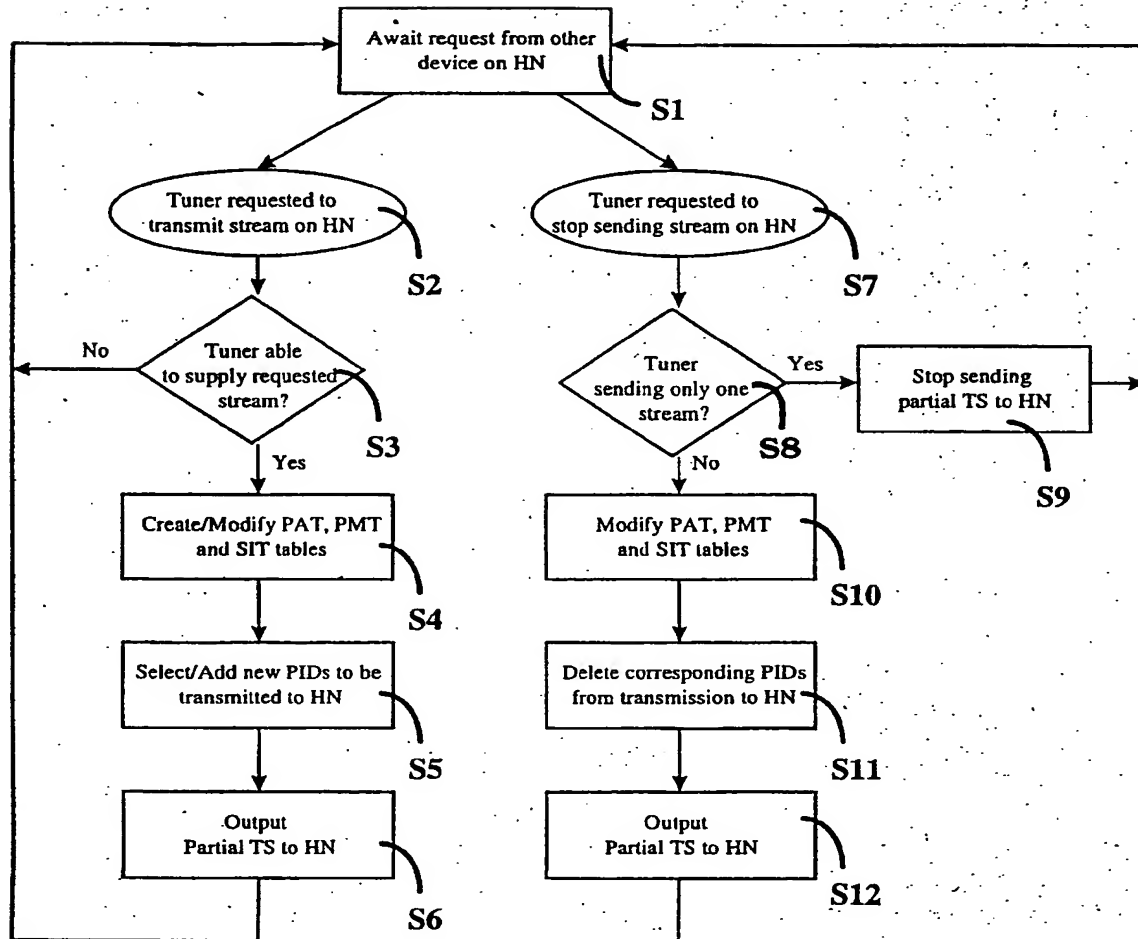 Await request from other
device on HN
S1
Tuner requested to
transmit stream on HN
S2
Tuner able
to supply requested
stream?
No
S3
Yes
Create/Modify PAT, PMT
and SIT tables
S4
Select/Add new PIDs to be
transmitted to HN
S5
Output
Partial TS to HN
S6
Tuner requested to
stop sending stream on HN
S7
Tuner
sending only one
stream?
Yes
S8
Stop sending
partial TS to HN
S9
No
Modify PAT, PMT
and SIT tables
S10
Delete corresponding PIDs
from transmission to HN
S11
Output
Partial TS to HN
S12